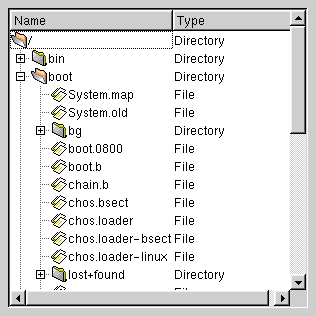 Name Type
/ Directory
bin Directory
boot Directory
System.map File
System.old File
bg Directory
boot.0800 File
boot.b File
chain.b File
chos.bsect File
chos.loader File
chos.loader-bsect File
chos.loader-linux File
lost+found Directory